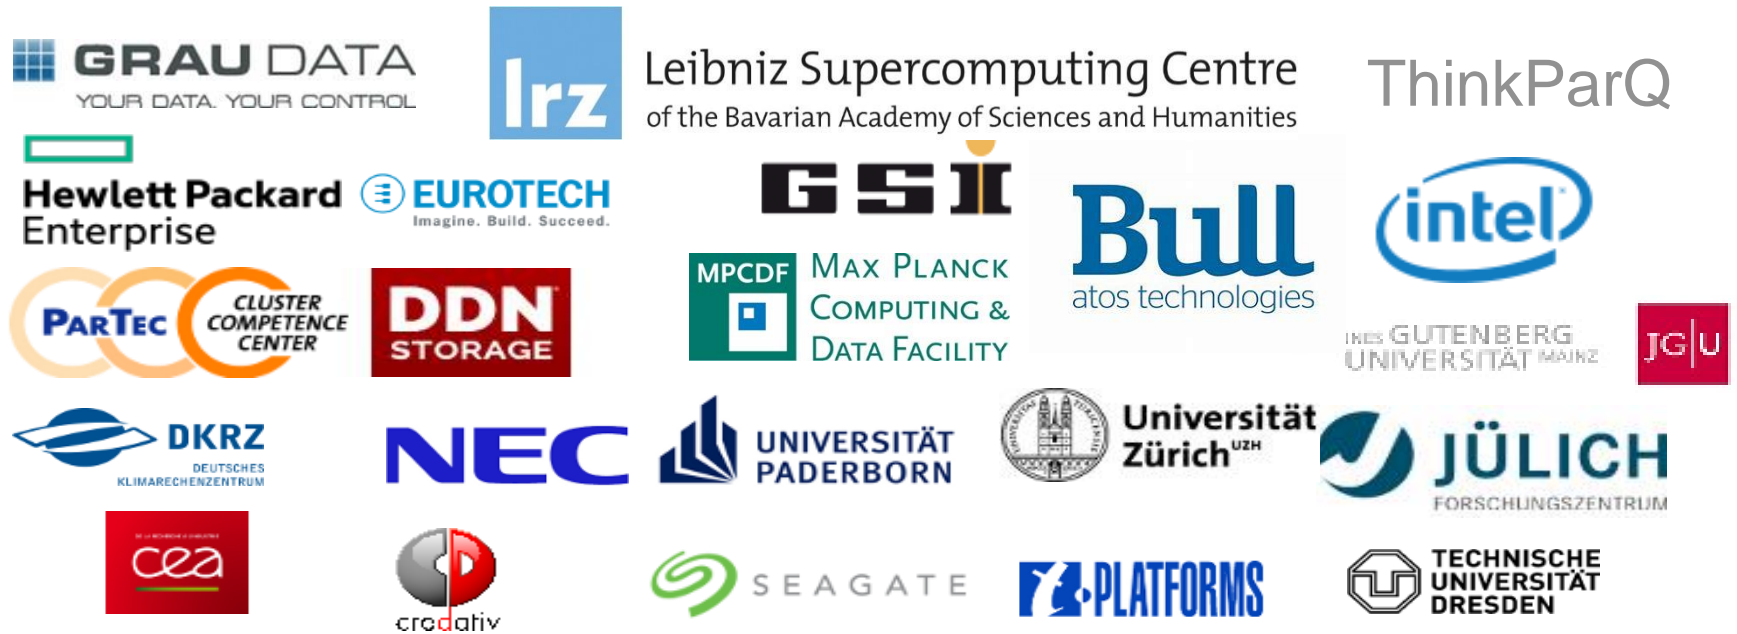 GRAU DATA
YOUR DATA. YOUR CONTROL
lrz
Leibniz Supercomputing Centre
of the Bavarian Academy of Sciences and Humanities
ThinkParQ
Hewlett Packard
Enterprise
EUROTECH
Imagine. Build. Succeed.
GSI
Bull
atos technologies
intel
PARTEC
CLUSTER
COMPETENCE
CENTER
DDN
STORAGE
MPCDF
MAX PLANCK
COMPUTING &
DATA FACILITY
GUTENBERG
UNIVERSITÄT MAINZ
JG|U
DKRZ
DEUTSCHES
KLIMARECHENZENTRUM
NEC
UNIVERSITÄT
PADERBORN
Universität
Zürich UZH
JÜLICH
FORSCHUNGSZENTRUM
cea
credativ
SEAGATE
PLATFORMS
TECHNISCHE
UNIVERSITÄT
DRESDEN